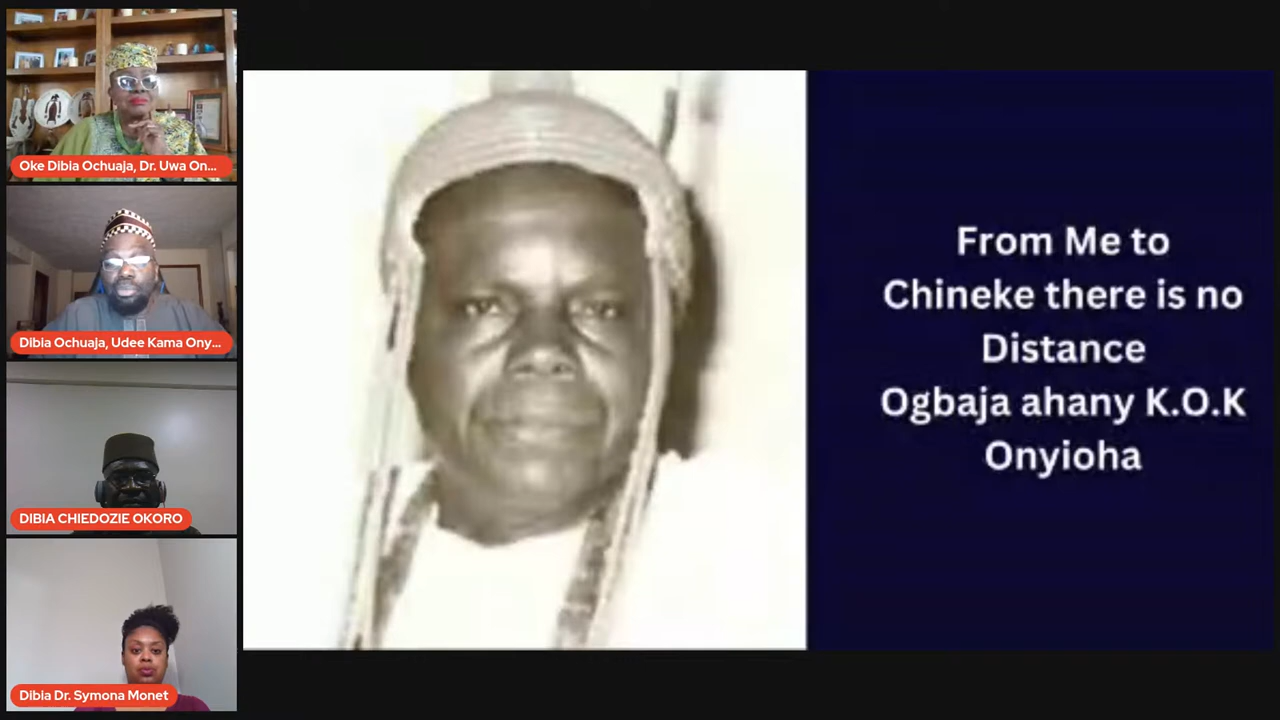 Oke Dibia Ochuaja, Dr. Uwa On...
Dibia Ochuaja, Udee Kama Ony...
DIBIA CHIEDOZIE OKORO
Dibia Dr. Symona Monet
From Me to
Chineke there is no
Distance
Ogbaja ahany K.O.K
Onyioha